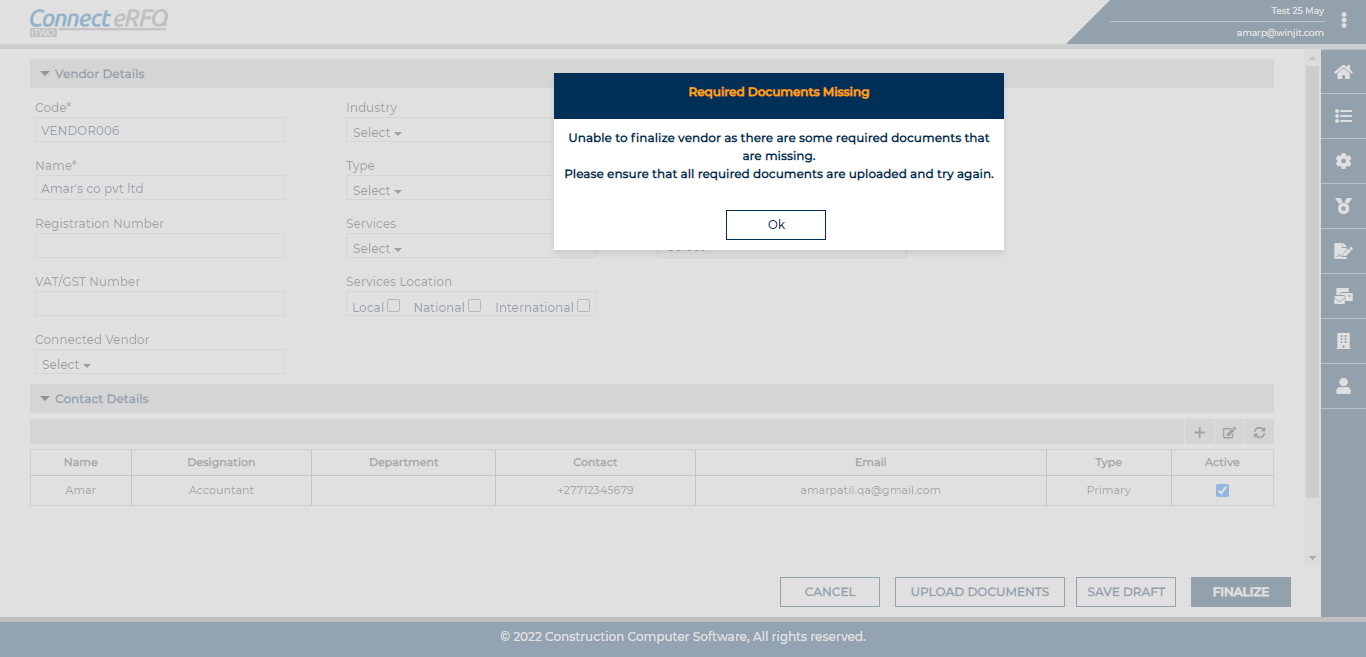 Connect eRFQ
iTWO
Test 25 May
amarp@winjit.com
Vendor Details
Required Documents Missing
Unable to finalize vendor as there are some required documents that
are missing.
Please ensure that all required documents are uploaded and try again.
Ok
Code*
VENDOR006
Industry
Select
Name*
Amar's co pvt ltd
Type
Select
Registration Number
Services
Select
VAT/GST Number
Services Location
Local National International
Connected Vendor
Select
Contact Details
Name Designation Department Contact Email Type Active
Amar Accountant +27712345679 amarpatil.qa@gmail.com Primary
CANCEL UPLOAD DOCUMENTS SAVE DRAFT FINALIZE
© 2022 Construction Computer Software, All rights reserved.